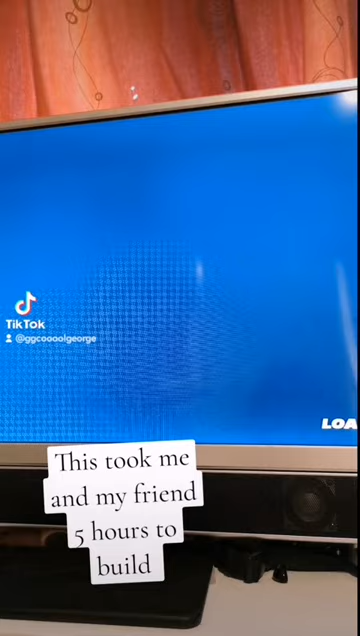 TikTok
@ggcoooolgeorge
LOA
This took me
and my friend
5 hours to
build